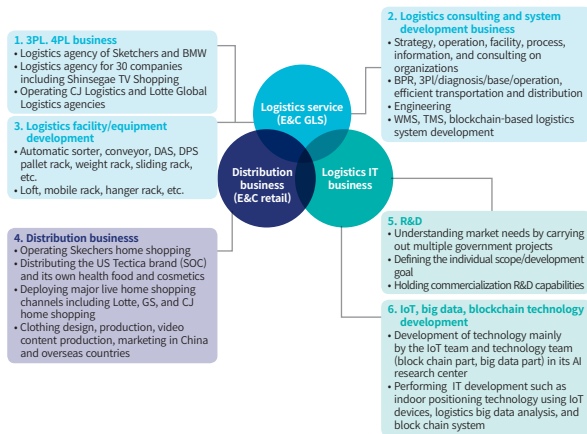 1. 3PL. 4PL business
• Logistics agency of Sketchers and BMW
• Logistics agency for 30 companies
including Shinsegae TV Shopping
• Operating CJ Logistics and Lotte Global
Logistics agencies
2. Logistics consulting and system
development business
• Strategy, operation, facility, process,
information, and consulting on
organizations
• BPR, 3Pl/diagnosis/base/operation,
efficient transportation and distribution
• Engineering
• WMS, TMS, blockchain-based logistics
system development
3. Logistics facility/equipment
development
• Automatic sorter, conveyor, DAS, DPS
pallet rack, weight rack, sliding rack,
etc.
• Loft, mobile rack, hanger rack, etc.
Logistics service
(E&C GLS)
Distribution
business
(E&C retail)
Logistics IT
business
4. Distribution businesss
• Operating Skechers home shopping
• Distributing the US Tectica brand (SOC)
and its own health food and cosmetics
• Deploying major live home shopping
channels including Lotte, GS, and CJ
home shopping
• Clothing design, production, video
content production, marketing in China
and overseas countries
5. R&D
• Understanding market needs by carrying
out multiple government projects
• Defining the individual scope/development
goal
• Holding commercialization R&D capabilities
6. IoT, big data, blockchain technology
development
• Development of technology mainly
by the IoT team and technology team
(block chain part, big data part) in its AI
research center
• Performing IT development such as
indoor positioning technology using IoT
devices, logistics big data analysis, and
block chain system